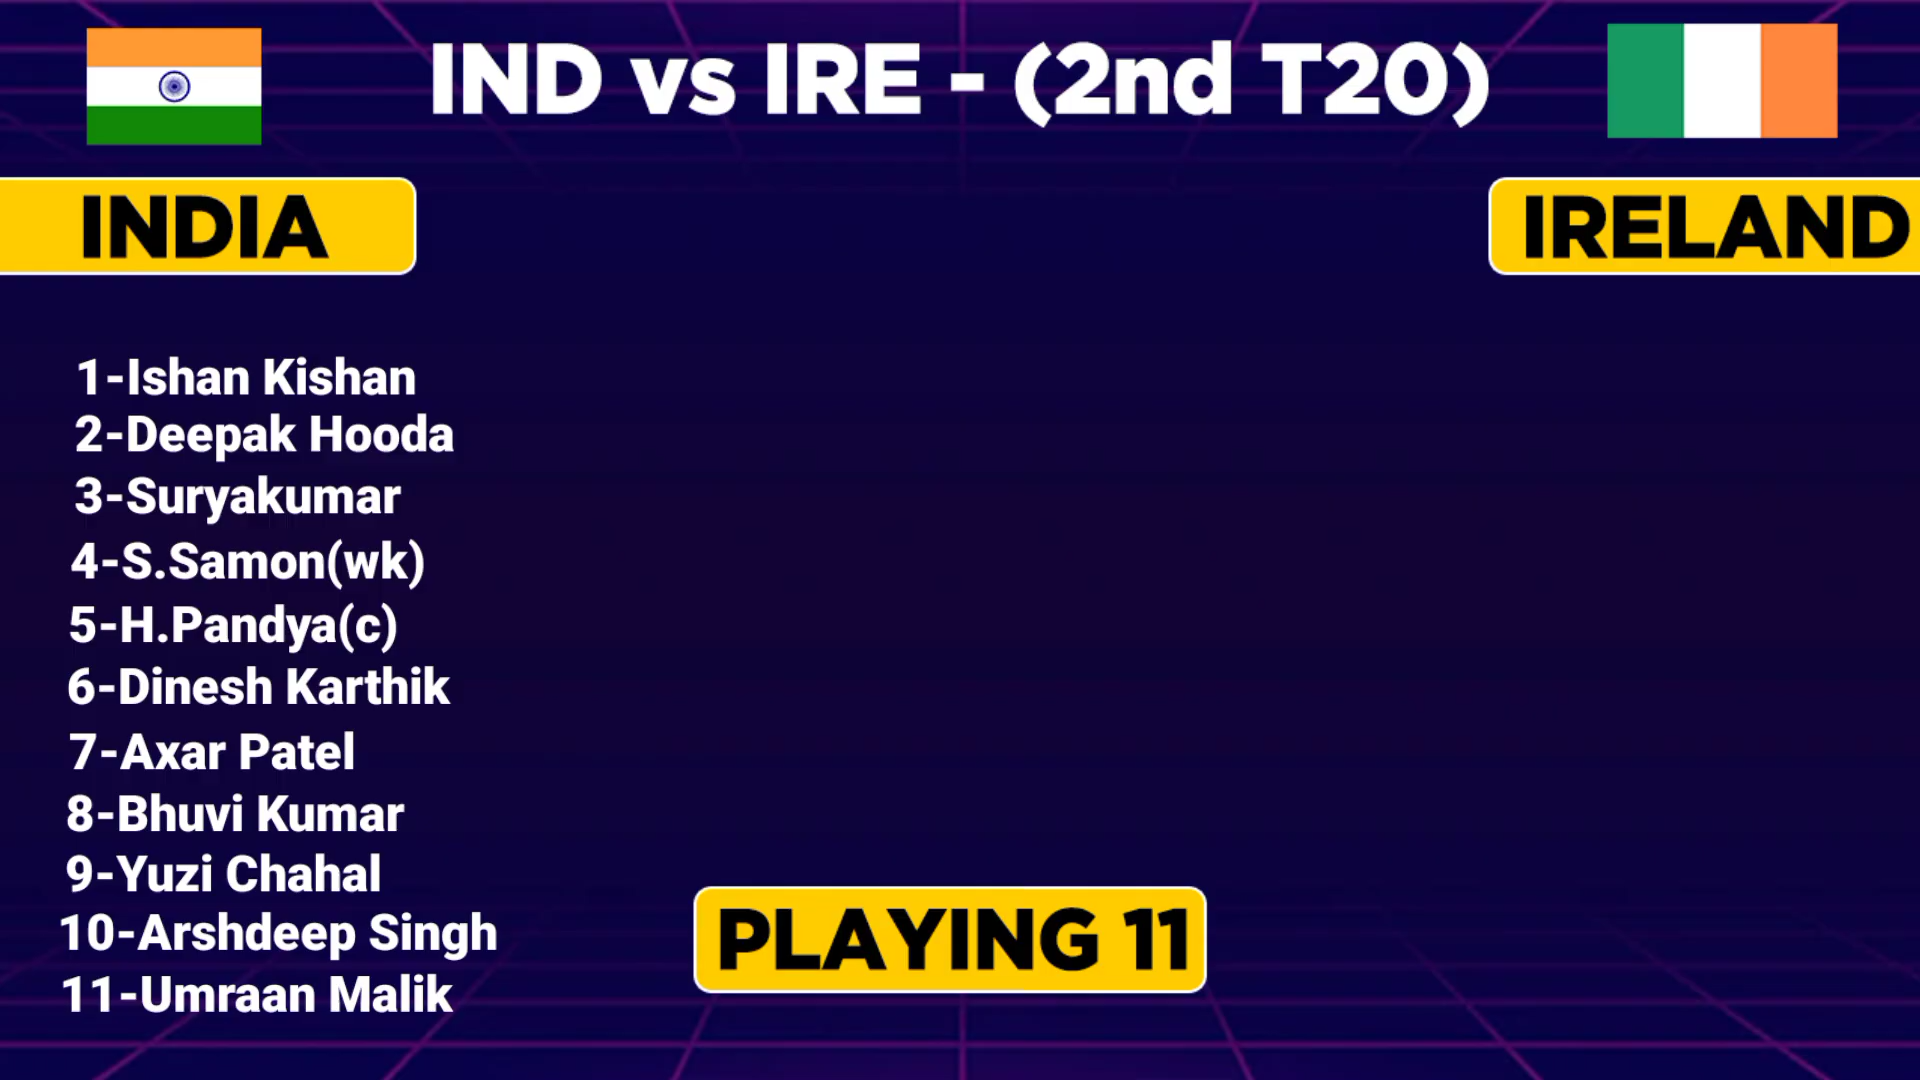 IND vs IRE - (2nd T20)
INDIA
IRELAND
1-Ishan Kishan
2-Deepak Hooda
3-Suryakumar
4-S.Samon(wk)
5-H.Pandya(c)
6-Dinesh Karthik
7-Axar Patel
8-Bhuvi Kumar
9-Yuzi Chahal
10-Arshdeep Singh
11-Umraan Malik
PLAYING 11